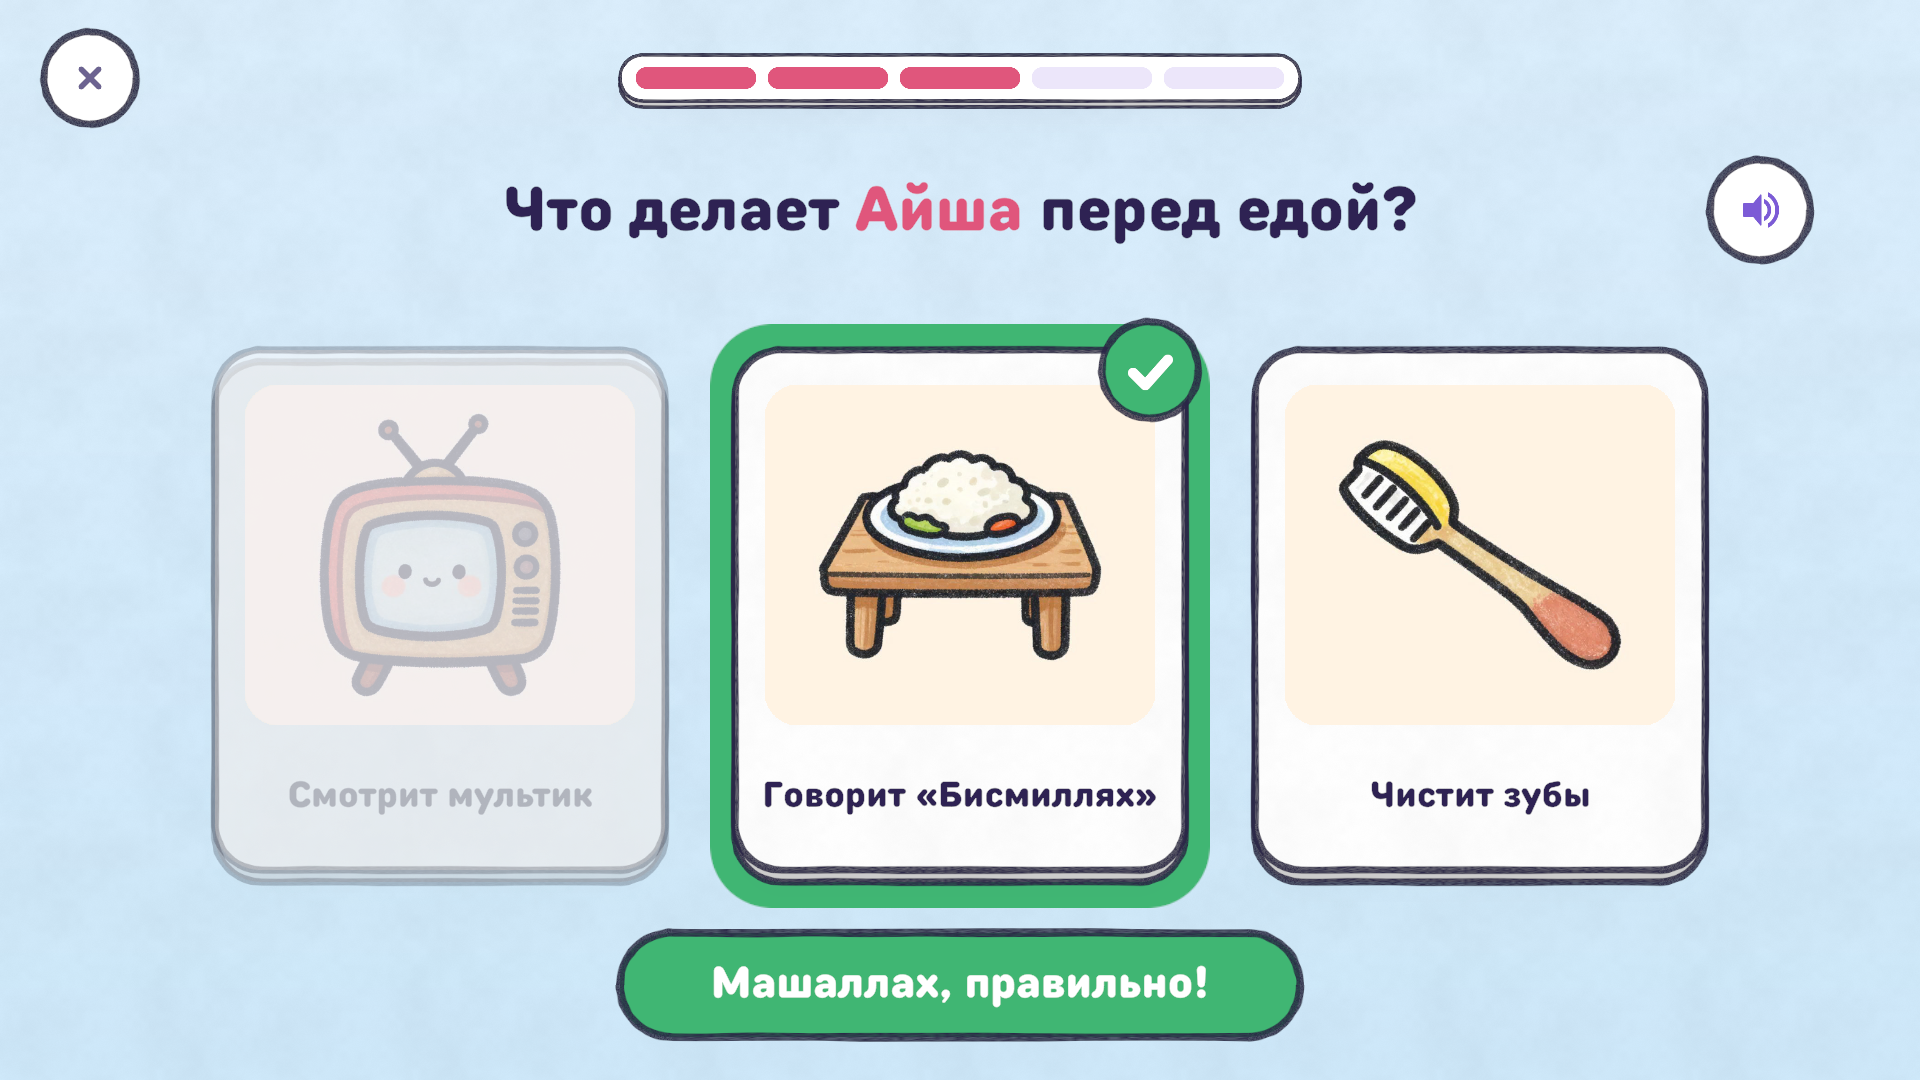 Что делает Айша перед едой?
Смотрит мультик
Говорит «Бисмиллях»
Чистит зубы
Машаллах, правильно!